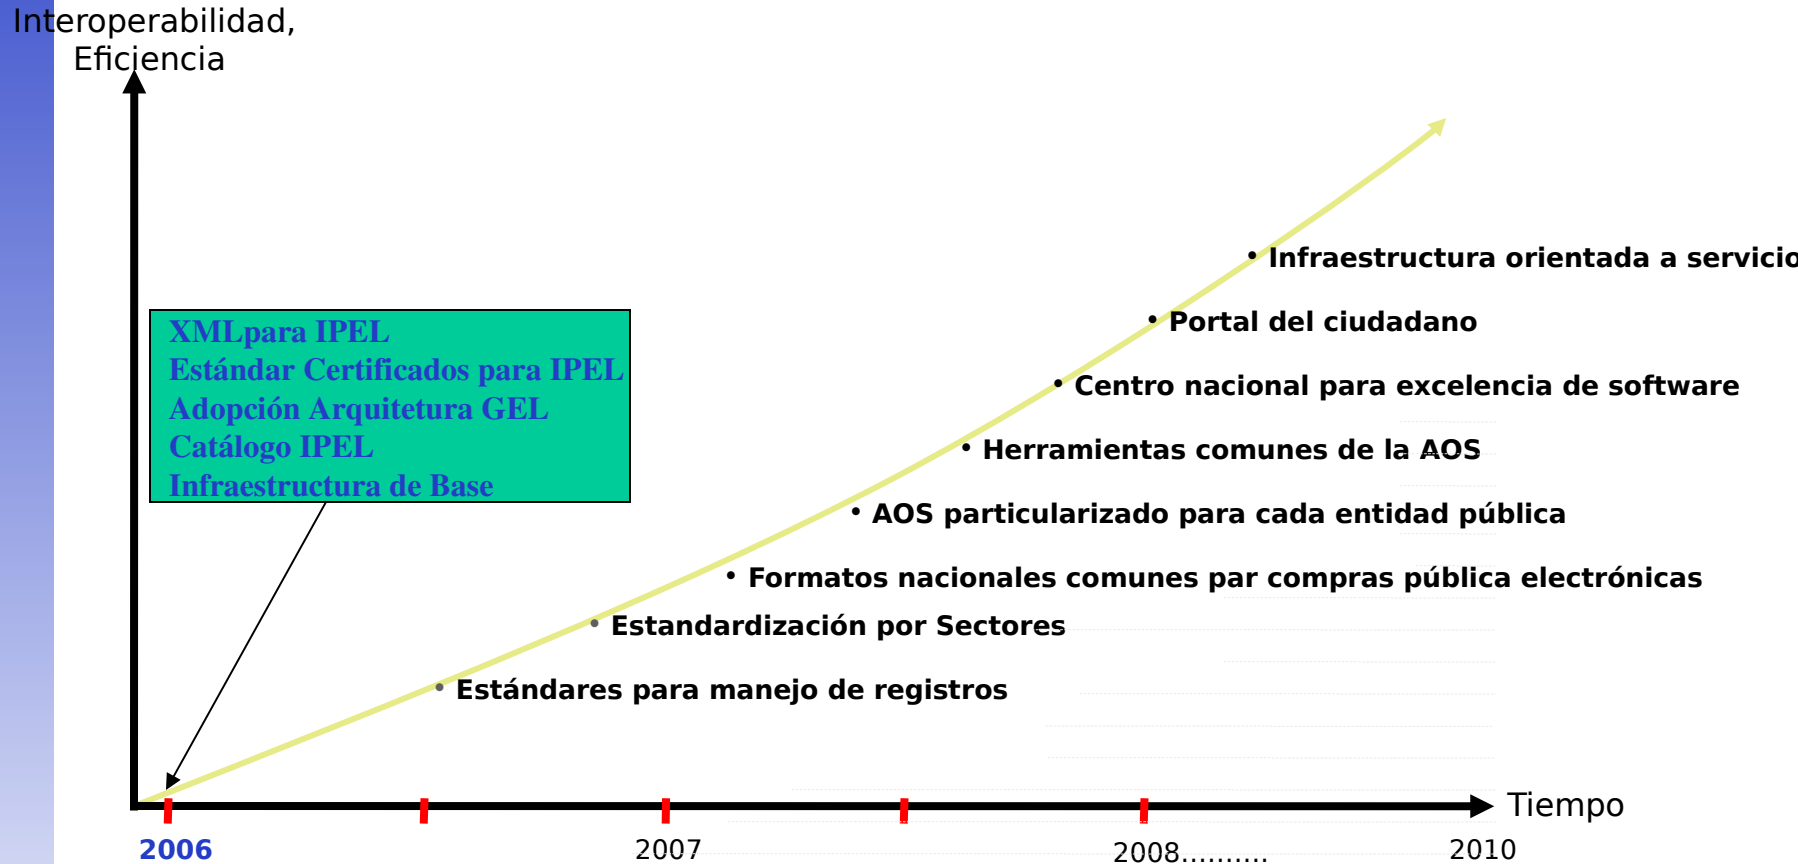 Interoperabilidad,
Eficiencia
• Infraestructura orientada a servicio
• Portal del ciudadano
XMLpara IPEL
Estándar Certificados para IPEL
Adopción Arquitetura GEL
Catálogo IPEL
Infraestructura de Base
• Centro nacional para excelencia de software
• Herramientas comunes de la AOS
• AOS particularizado para cada entidad pública
• Formatos nacionales comunes par compras pública electrónicas
• Estandardización por Sectores
• Estándares para manejo de registros
Tiempo
2006 2007 2008.......... 2010